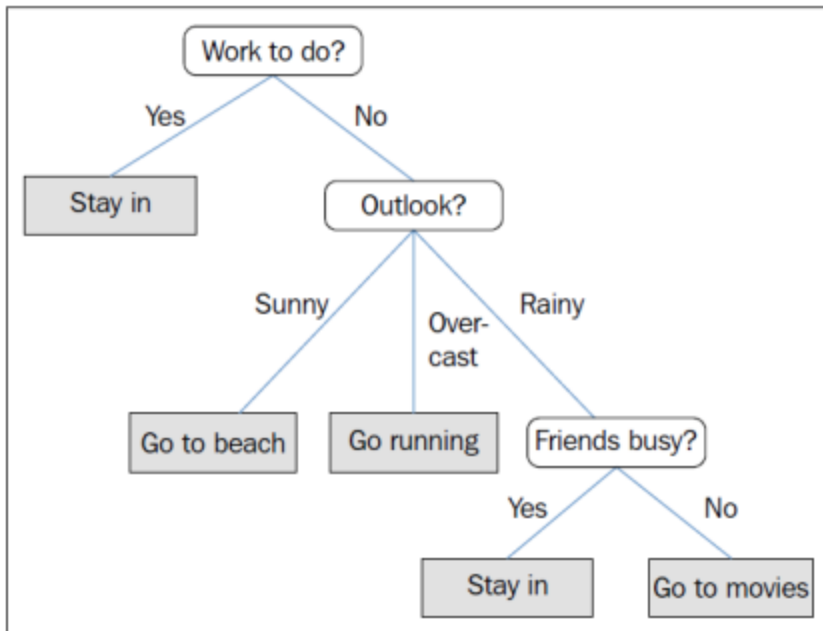 Work to do?
Yes
No
Stay in
Outlook?
Sunny
Over-
cast
Rainy
Go to beach
Go running
Friends busy?
Yes
No
Stay in
Go to movies